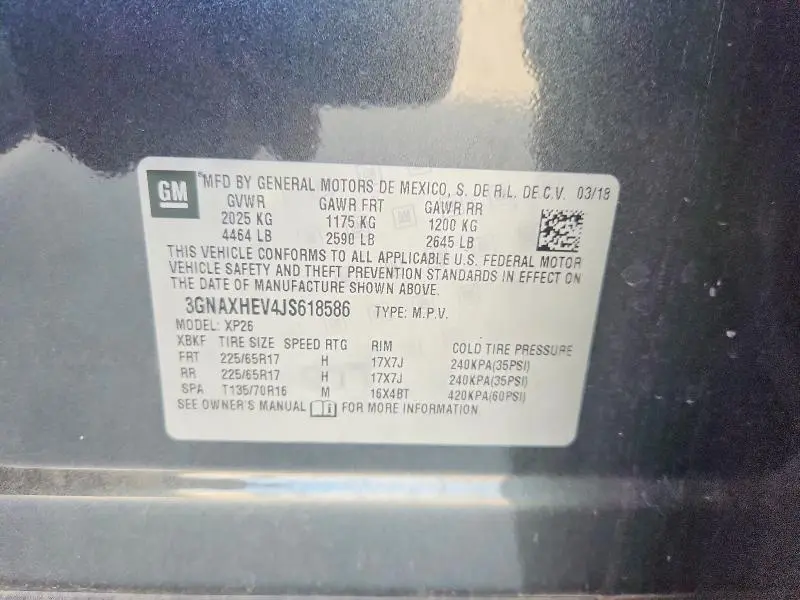 GM
MFD BY GENERAL MOTORS DE MEXICO, S. DE R.L. DE C.V. 03/18
GVWR GAWR FRT GAWR RR
2025 KG 1175 KG 1200 KG
4464 LB 2590 LB 2645 LB
THIS VEHICLE CONFORMS TO ALL APPLICABLE U.S. FEDERAL MOTOR
VEHICLE SAFETY AND THEFT PREVENTION STANDARDS IN EFFECT ON
THE DATE OF MANUFACTURE SHOWN ABOVE.
3GNAXHEV4JS618586 TYPE: M.P.V.
MODEL: XP26
XBKF TIRE SIZE SPEED RTG RIM COLD TIRE PRESSURE
FRT 225/65R17 H 17X7J 240KPA(35PSI)
RR 225/65R17 H 17X7J 240KPA(35PSI)
SPA T135/70R16 M 16X4BT 420KPA(60PSI)
SEE OWNER'S MANUAL FOR MORE INFORMATION